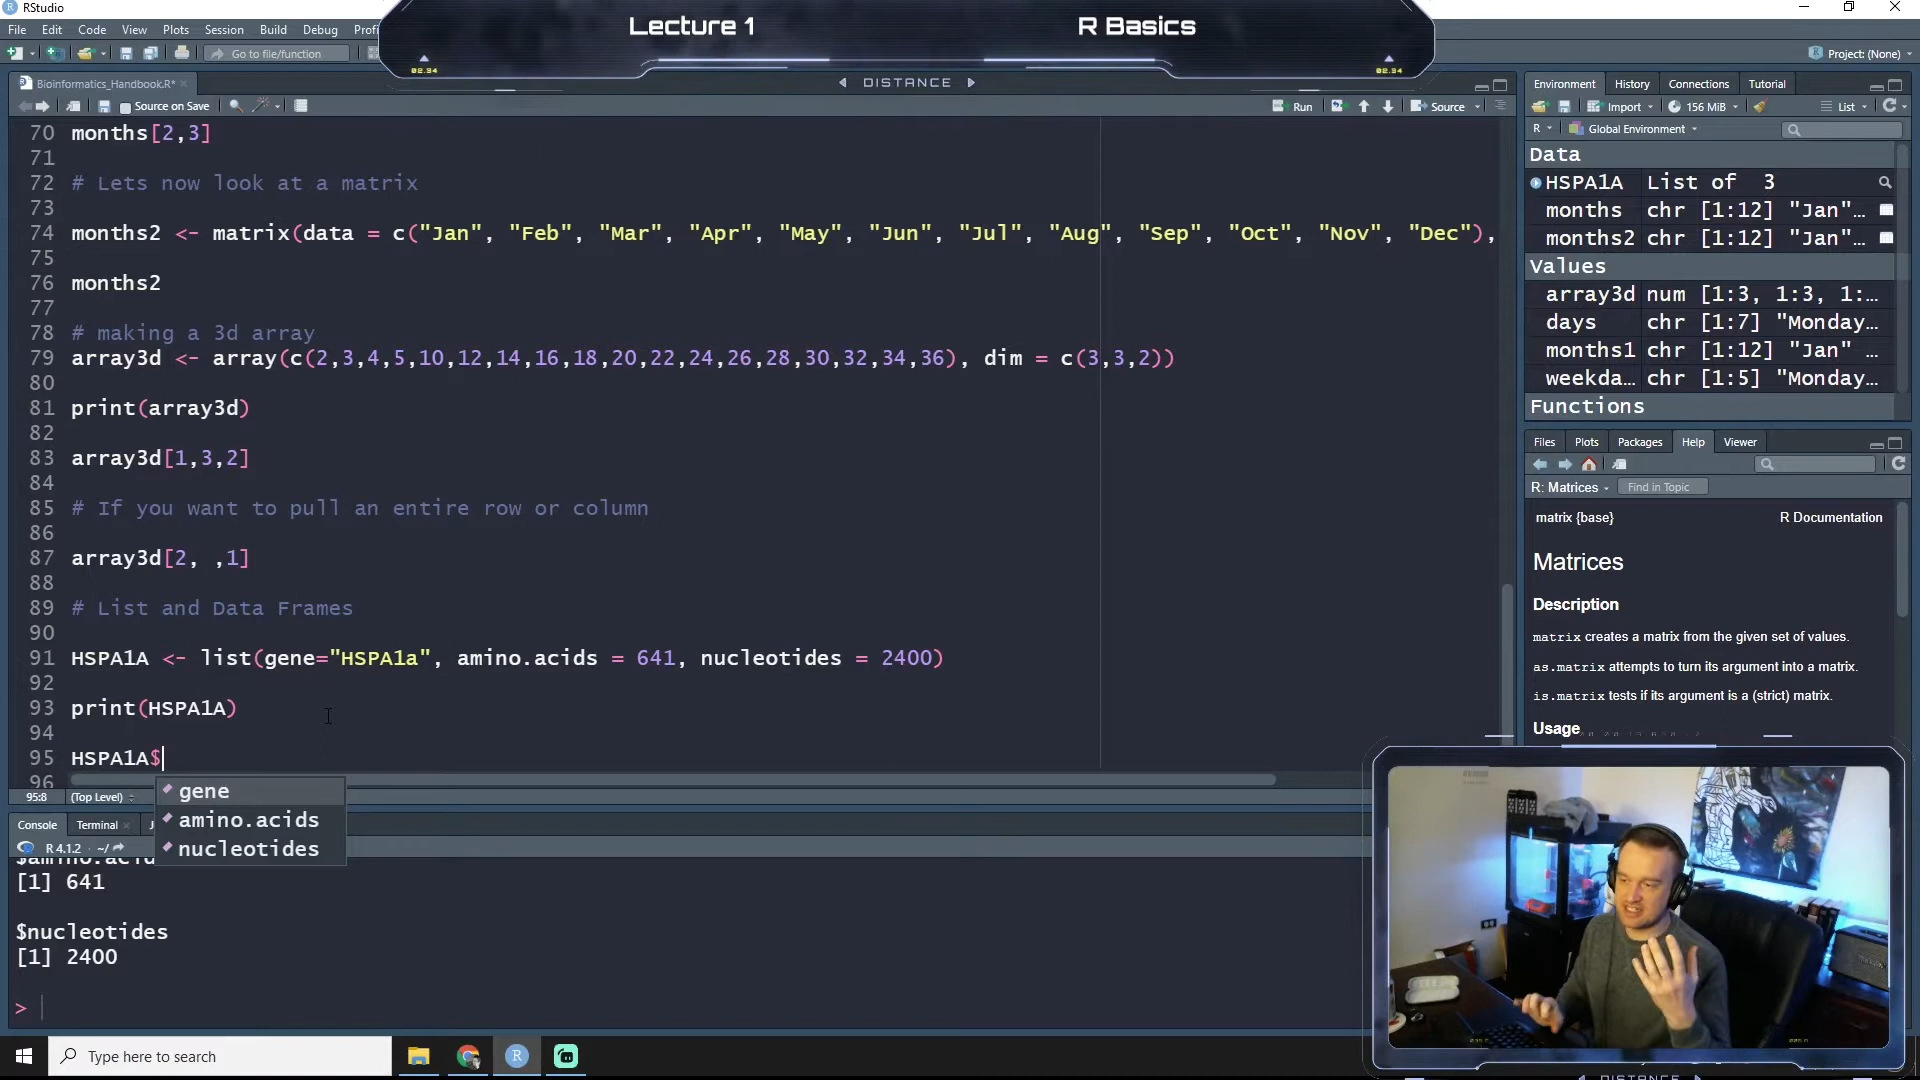 RStudio
Lecture 1
R Basics
File Edit Code View Plots Session Build Debug
Go to file/function
Project: (None)
02.94
02.94
DISTANCE
Bioinformatics_Handbook.R*
Source on Save
Run
Source
70 months[2,3]
71
72 # Lets now look at a matrix
73
74 months2 <- matrix(data = c("Jan", "Feb", "Mar", "Apr", "May", "Jun", "Jul", "Aug", "Sep", "Oct", "Nov", "Dec"),
75
76 months2
77
78 # making a 3d array
79 array3d <- array(c(2,3,4,5,10,12,14,16,18,20,22,24,26,28,30,32,34,36), dim = c(3,3,2))
80
81 print(array3d)
82
83 array3d[1,3,2]
84
85 # If you want to pull an entire row or column
86
87 array3d[2, ,1]
88
89 # List and Data Frames
90
91 HSPA1A <- list(gene="HSPA1a", amino.acids = 641, nucleotides = 2400)
92
93 print(HSPA1A)
94
95 HSPA1A$
96
gene
amino.acids
nucleotides
95:8 (Top Level)
Console Terminal
R 4.1.2 · ~/
[1] 641
$nucleotides
[1] 2400
>
Environment History Connections Tutorial
Import 156 MiB List
R Global Environment
Data
HSPA1A List of 3
months chr [1:12] "Jan"…
months2 chr [1:12] "Jan"…
Values
array3d num [1:3, 1:3, 1:…
days chr [1:7] "Monday…
months1 chr [1:12] "Jan" …
weekda… chr [1:5] "Monday…
Functions
Files Plots Packages Help Viewer
R: Matrices Find in Topic
matrix {base} R Documentation
Matrices
Description
matrix creates a matrix from the given set of values.
as.matrix attempts to turn its argument into a matrix.
is.matrix tests if its argument is a (strict) matrix.
Usage
Type here to search